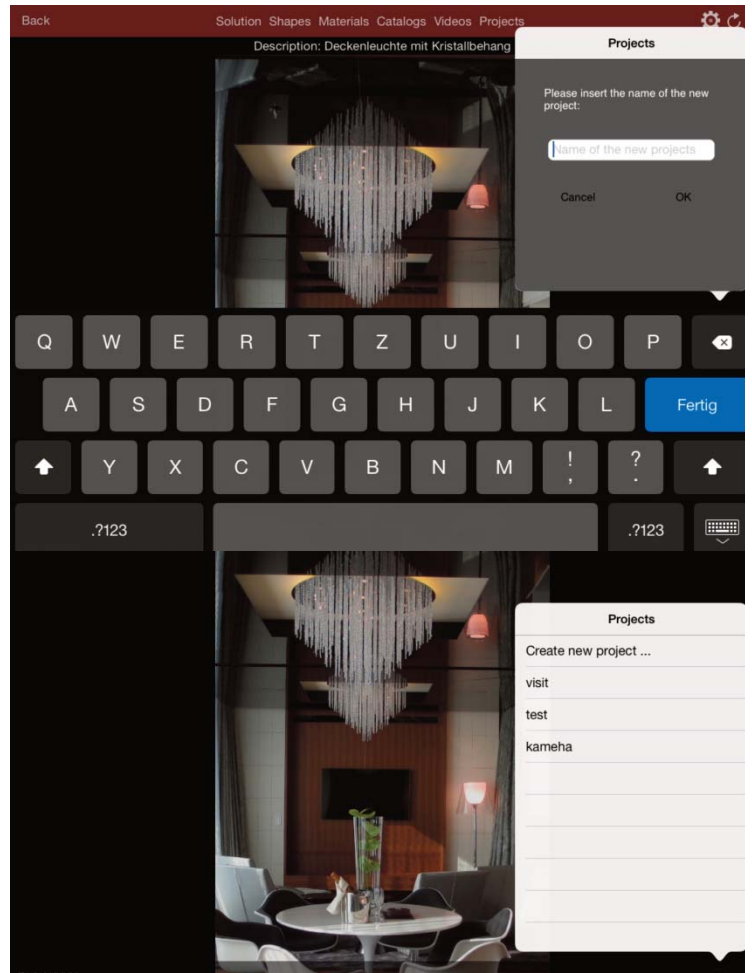 Back Solution Shapes Materials Catalogs Videos Projects
Description: Deckenleuchte mit Kristallbehang
Projects
Please insert the name of the new
project:
Name of the new projects
Cancel OK
Q W E R T Z U I O P
A S D F G H J K L Fertig
Y X C V B N M ! ?
, .
.?123 .?123
Projects
Create new project ...
visit
test
kameha